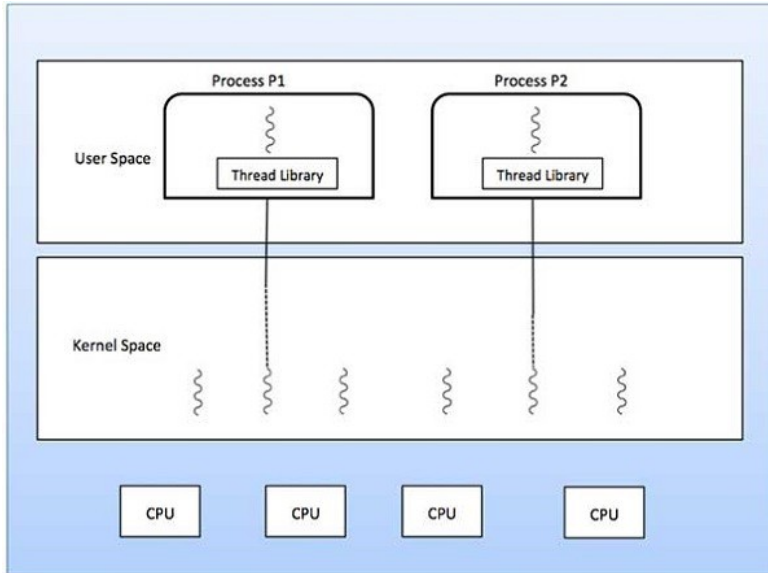 Process P1
Process P2
User Space
Thread Library
Thread Library
Kernel Space
CPU
CPU
CPU
CPU